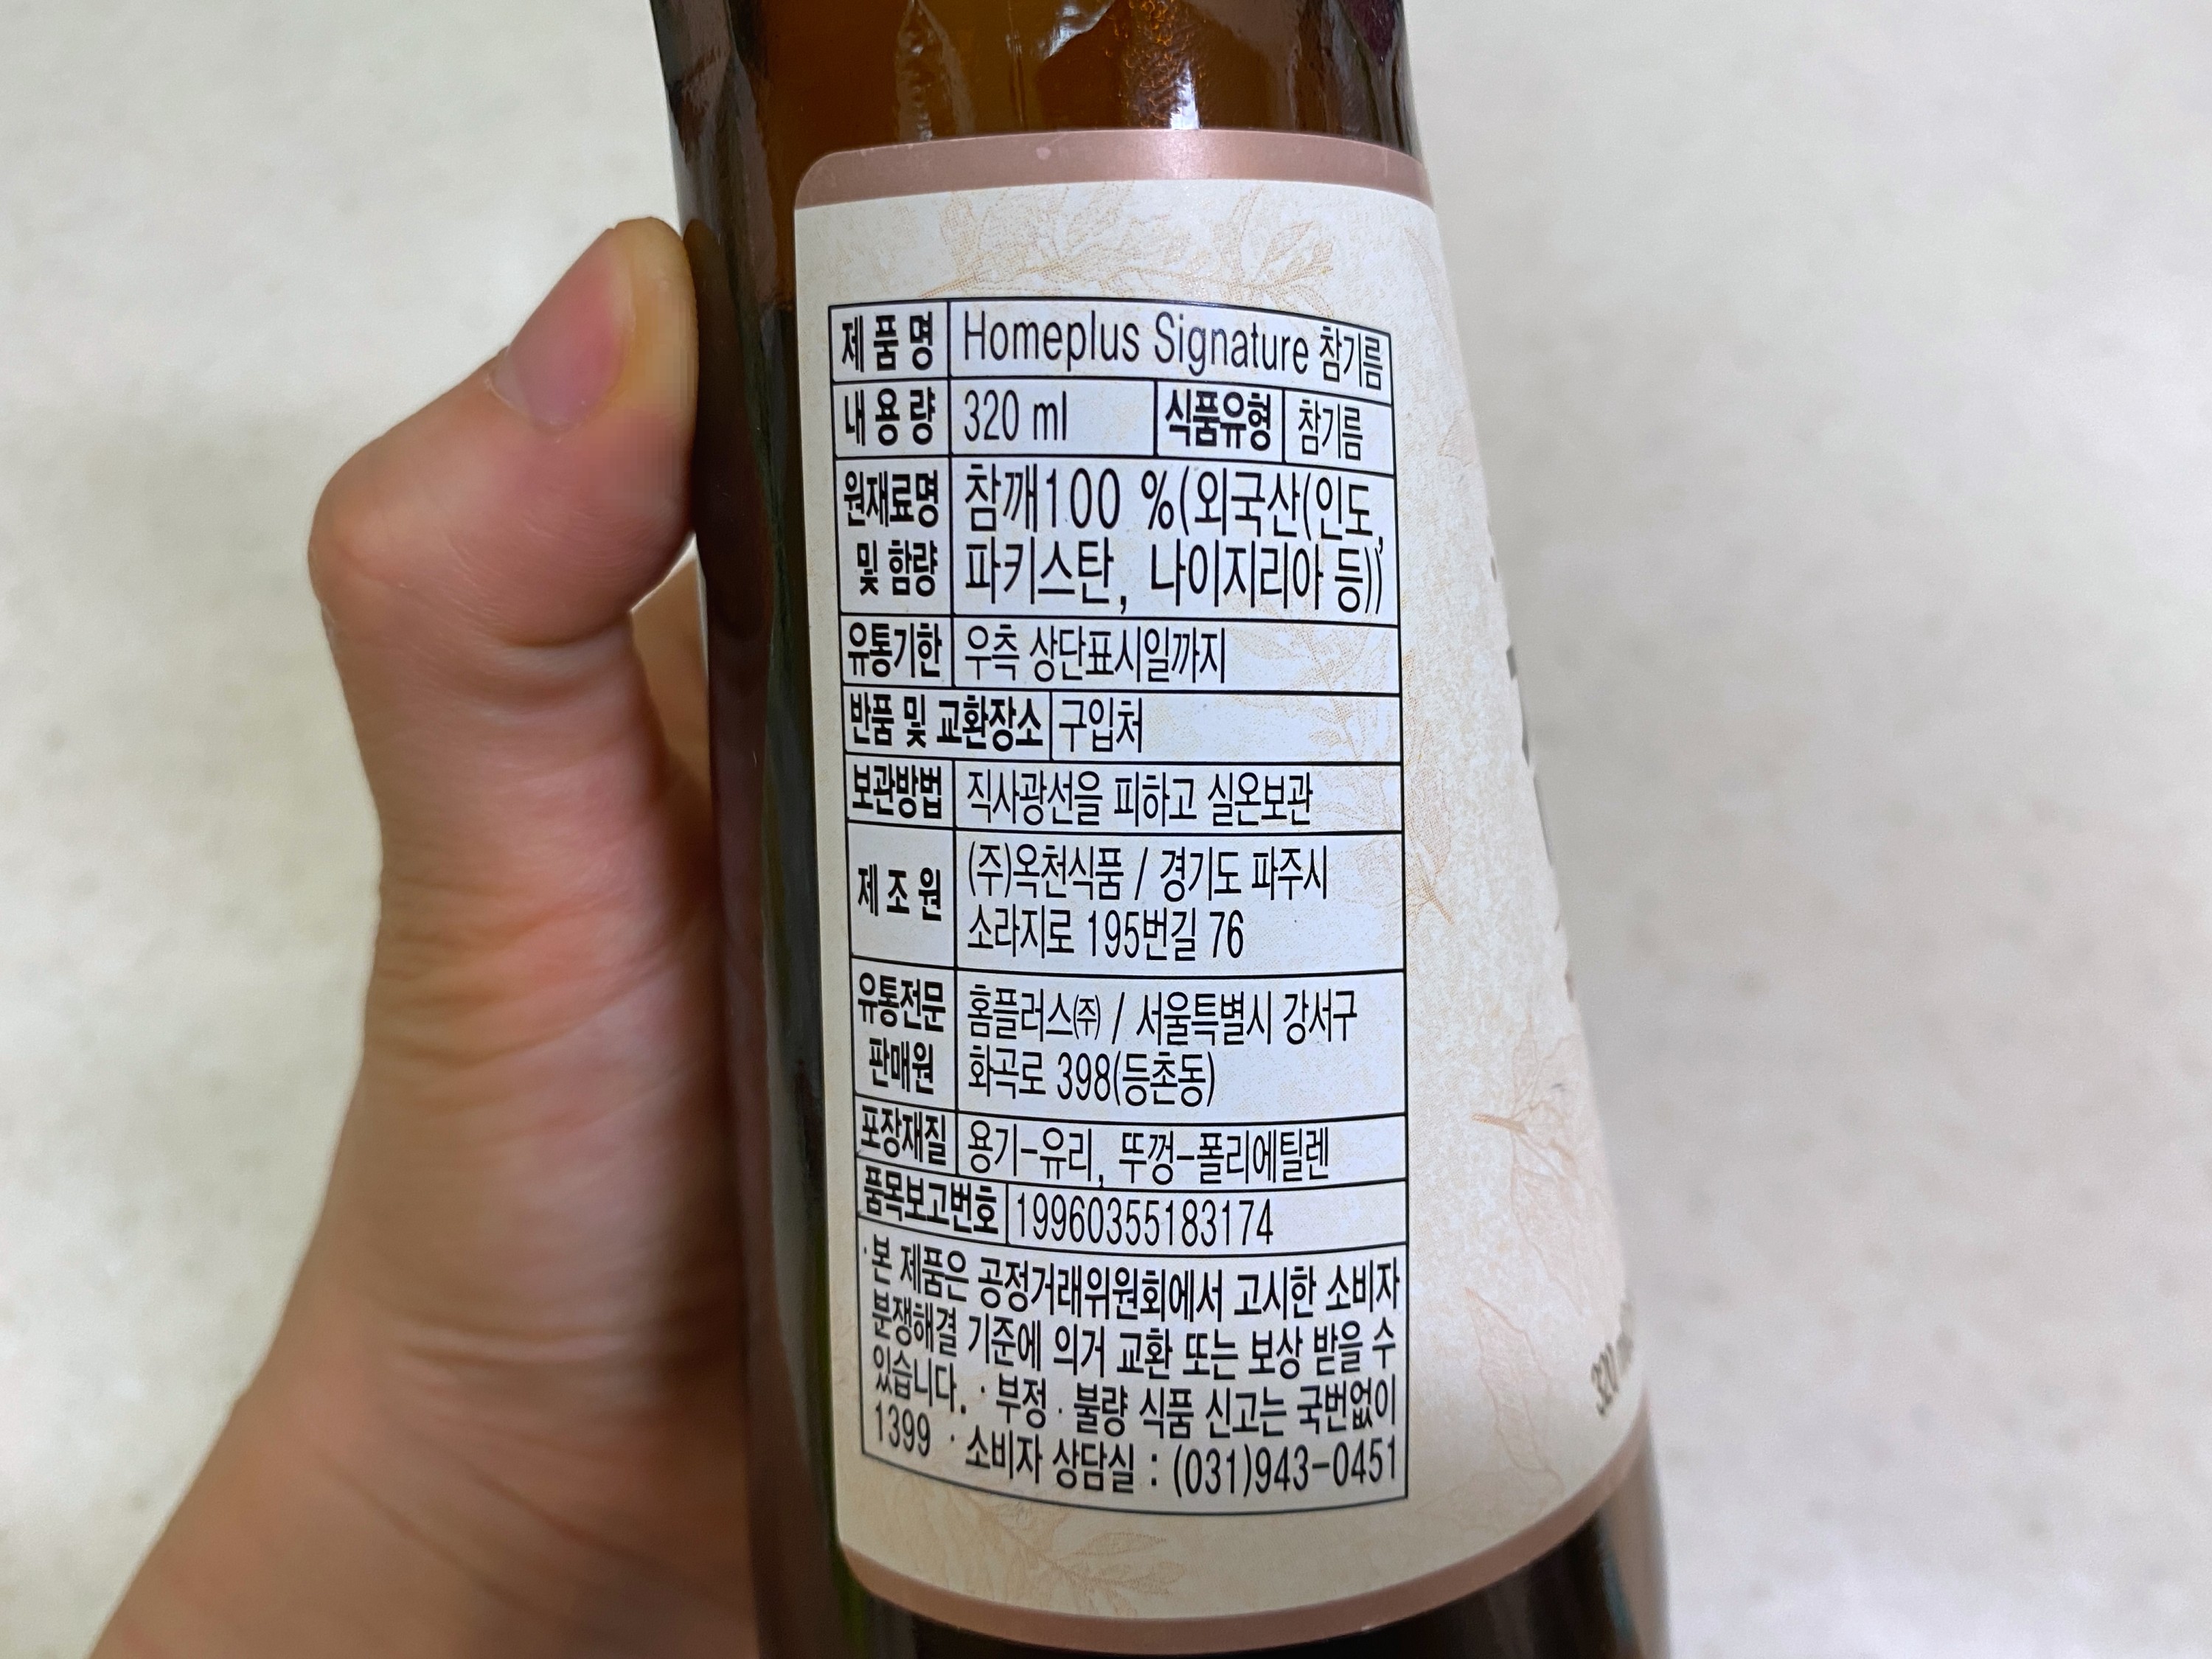 제 품 명 Homeplus Signature 참기름
내 용 량 320 ml 식품유형 참기름
원재료명 및 함량 참깨100 %(외국산(인도,
파키스탄, 나이지리아 등))
유통기한 우측 상단표시일까지
반품 및 교환장소 구입처
보관방법 직사광선을 피하고 실온보관
제 조 원 (주)옥천식품 / 경기도 파주시
소라지로 195번길 76
유통전문 판매원 홈플러스㈜ / 서울특별시 강서구
화곡로 398(등촌동)
포장재질 용기-유리, 뚜껑-폴리에틸렌
품목보고번호 19960355183174
·본 제품은 공정거래위원회에서 고시한 소비자
분쟁해결 기준에 의거 교환 또는 보상 받을 수
있습니다. ·부정·불량 식품 신고는 국번없이
1399 ·소비자 상담실 : (031)943-0451
320